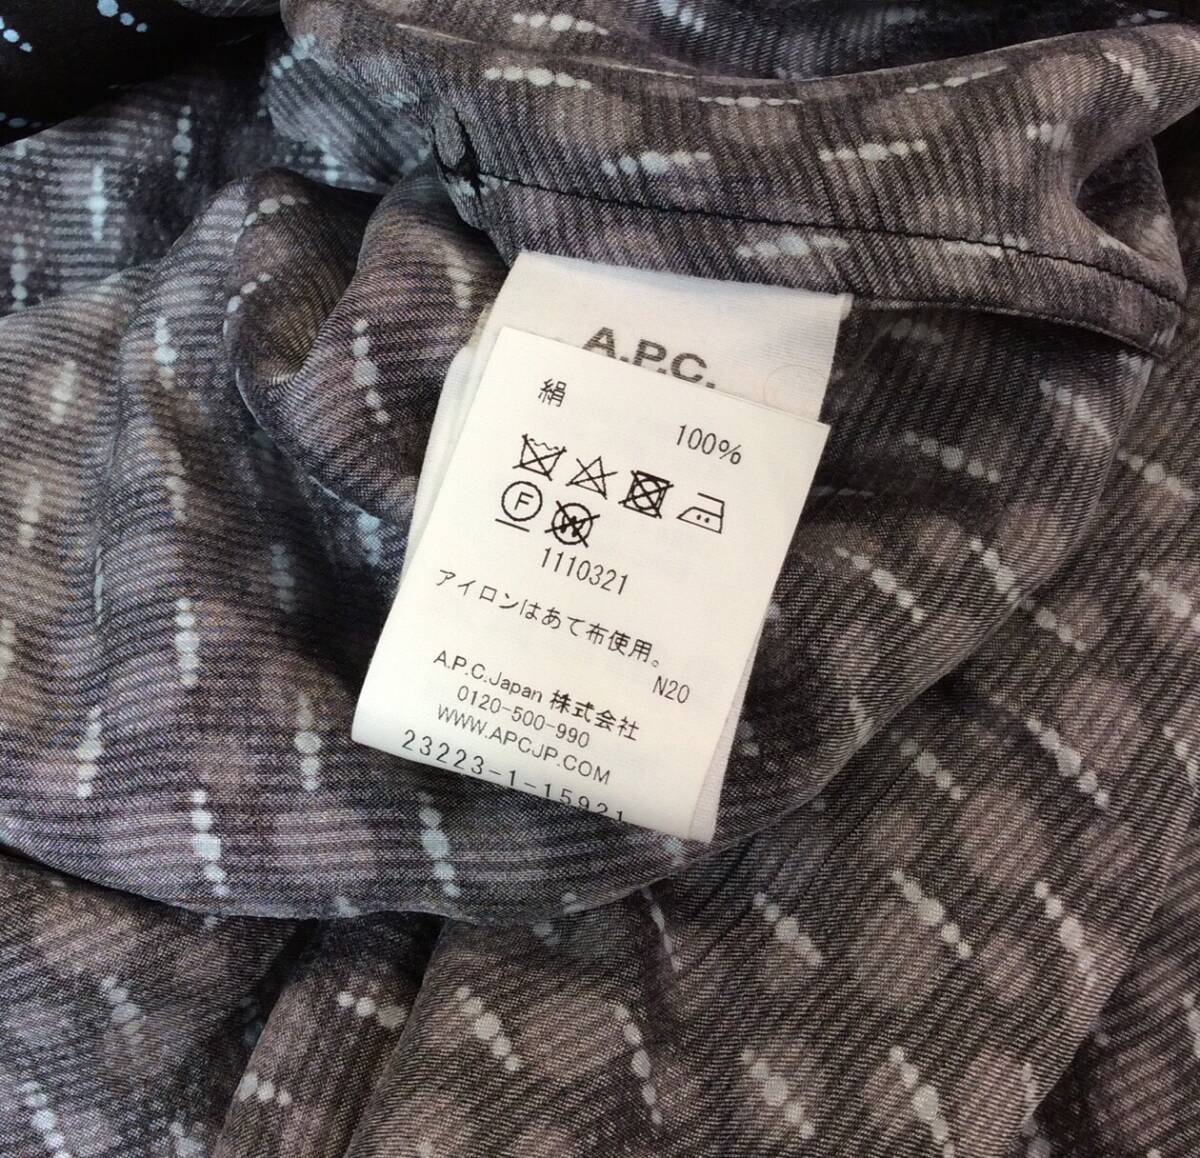 A.P.C.
絹 100%
F W
1110321
アイロンはあて布使用。
N20
A.P.C.Japan 株式会社
0120-500-990
WWW.APCJP.COM
23223-1-15921